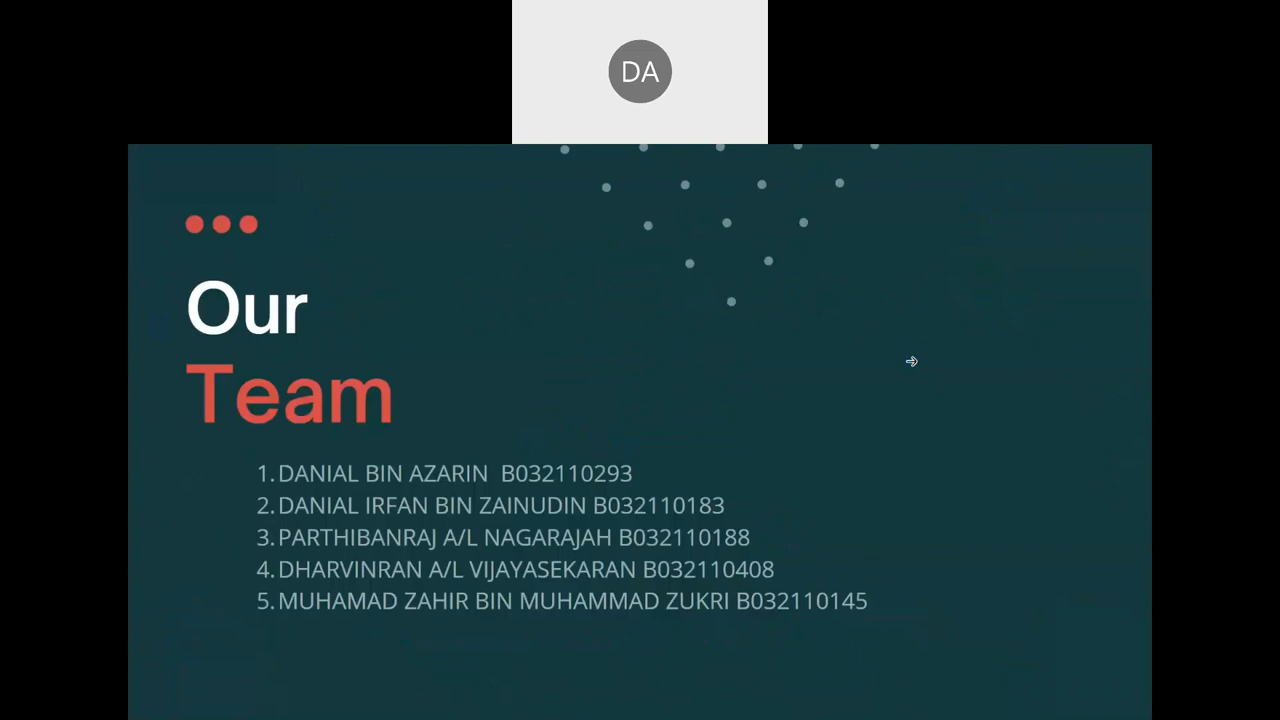 DA
Our
Team
1. DANIAL BIN AZARIN  B032110293
2. DANIAL IRFAN BIN ZAINUDIN B032110183
3. PARTHIBANRAJ A/L NAGARAJAH B032110188
4. DHARVINRAN A/L VIJAYASEKARAN B032110408
5. MUHAMAD ZAHIR BIN MUHAMMAD ZUKRI B032110145